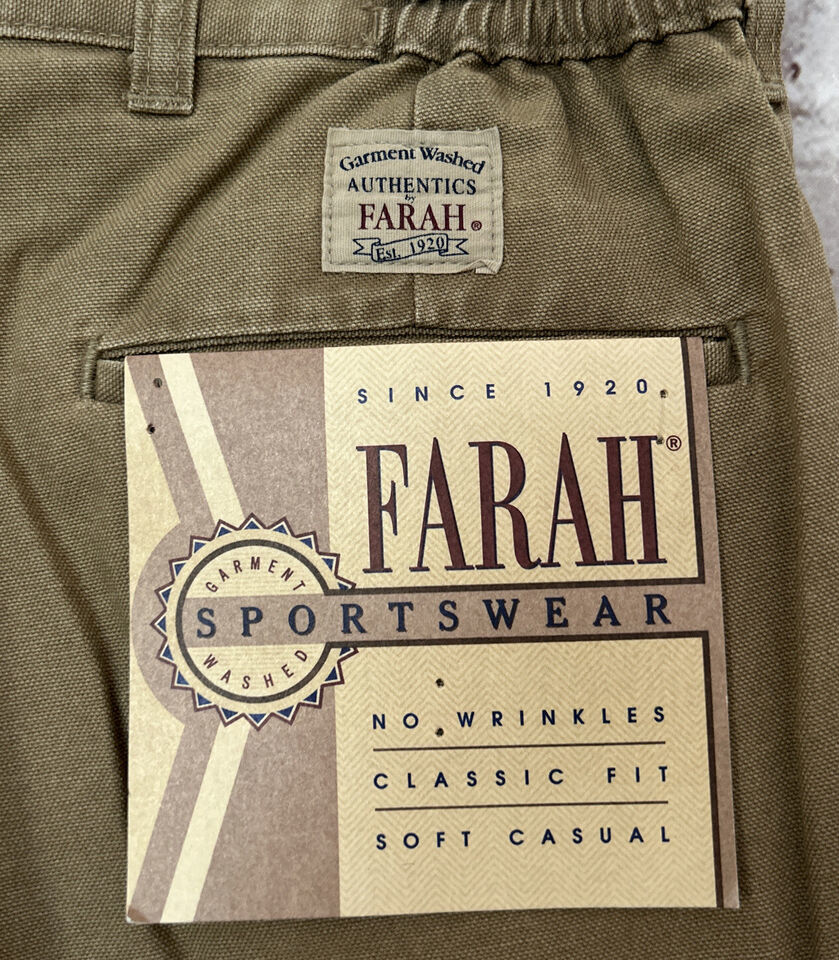 Garment Washed
AUTHENTICS
by
FARAH®
Est. 1920
SINCE 1920
FARAH®
GARMENT
SPORTSWEAR
WASHED
NO WRINKLES
CLASSIC FIT
SOFT CASUAL